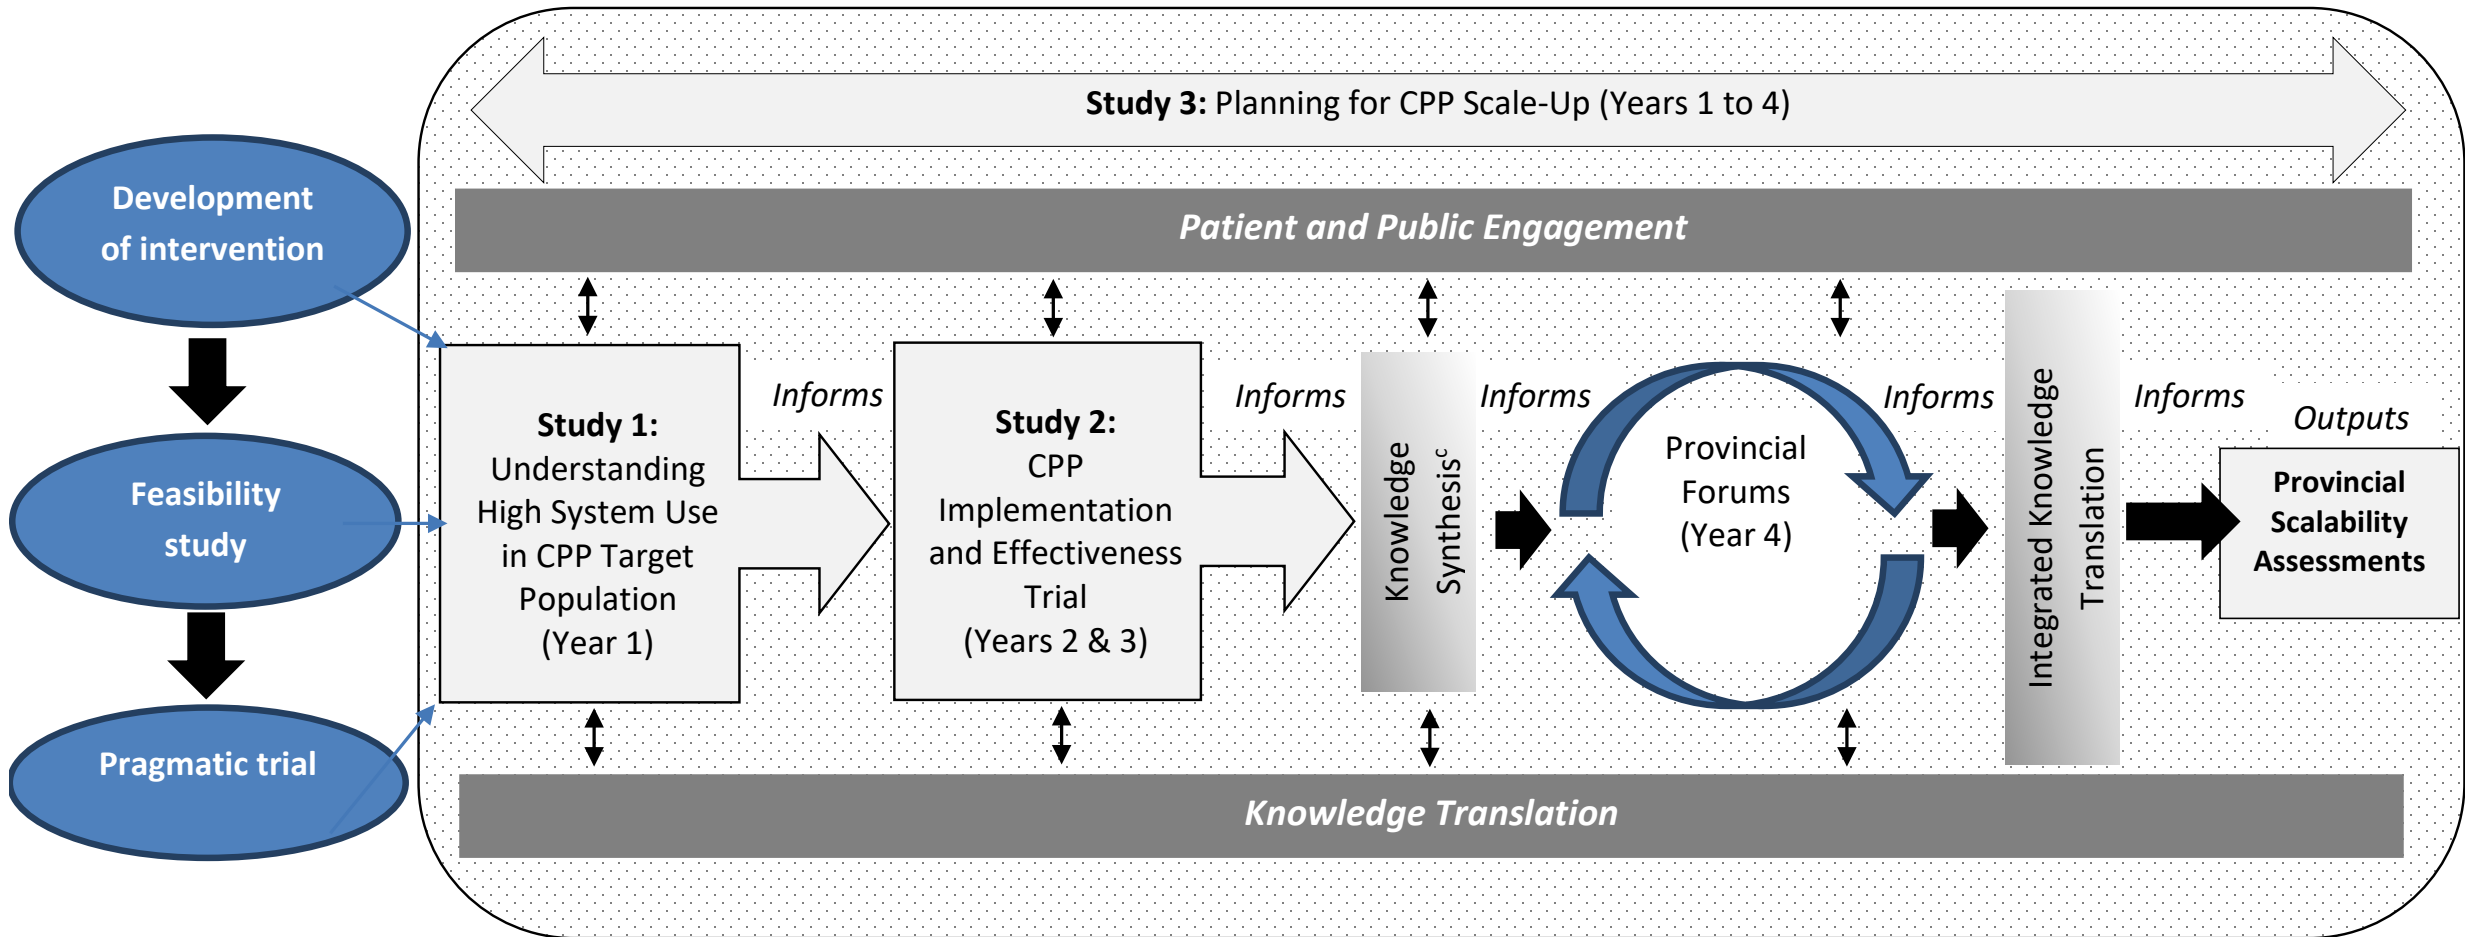 Study 3: Planning for CPP Scale-Up (Years 1 to 4)
Patient and Public Engagement
Development
of intervention
Feasibility
study
Pragmatic trial
Study 1:
Understanding
High System Use
in CPP Target
Population
(Year 1)
Informs
Study 2:
CPP
Implementation
and Effectiveness
Trial
(Years 2 & 3)
Informs
Knowledge
Synthesisᶜ
Informs
Provincial
Forums
(Year 4)
Informs
Integrated Knowledge
Translation
Informs
Outputs
Provincial
Scalability
Assessments
Knowledge Translation